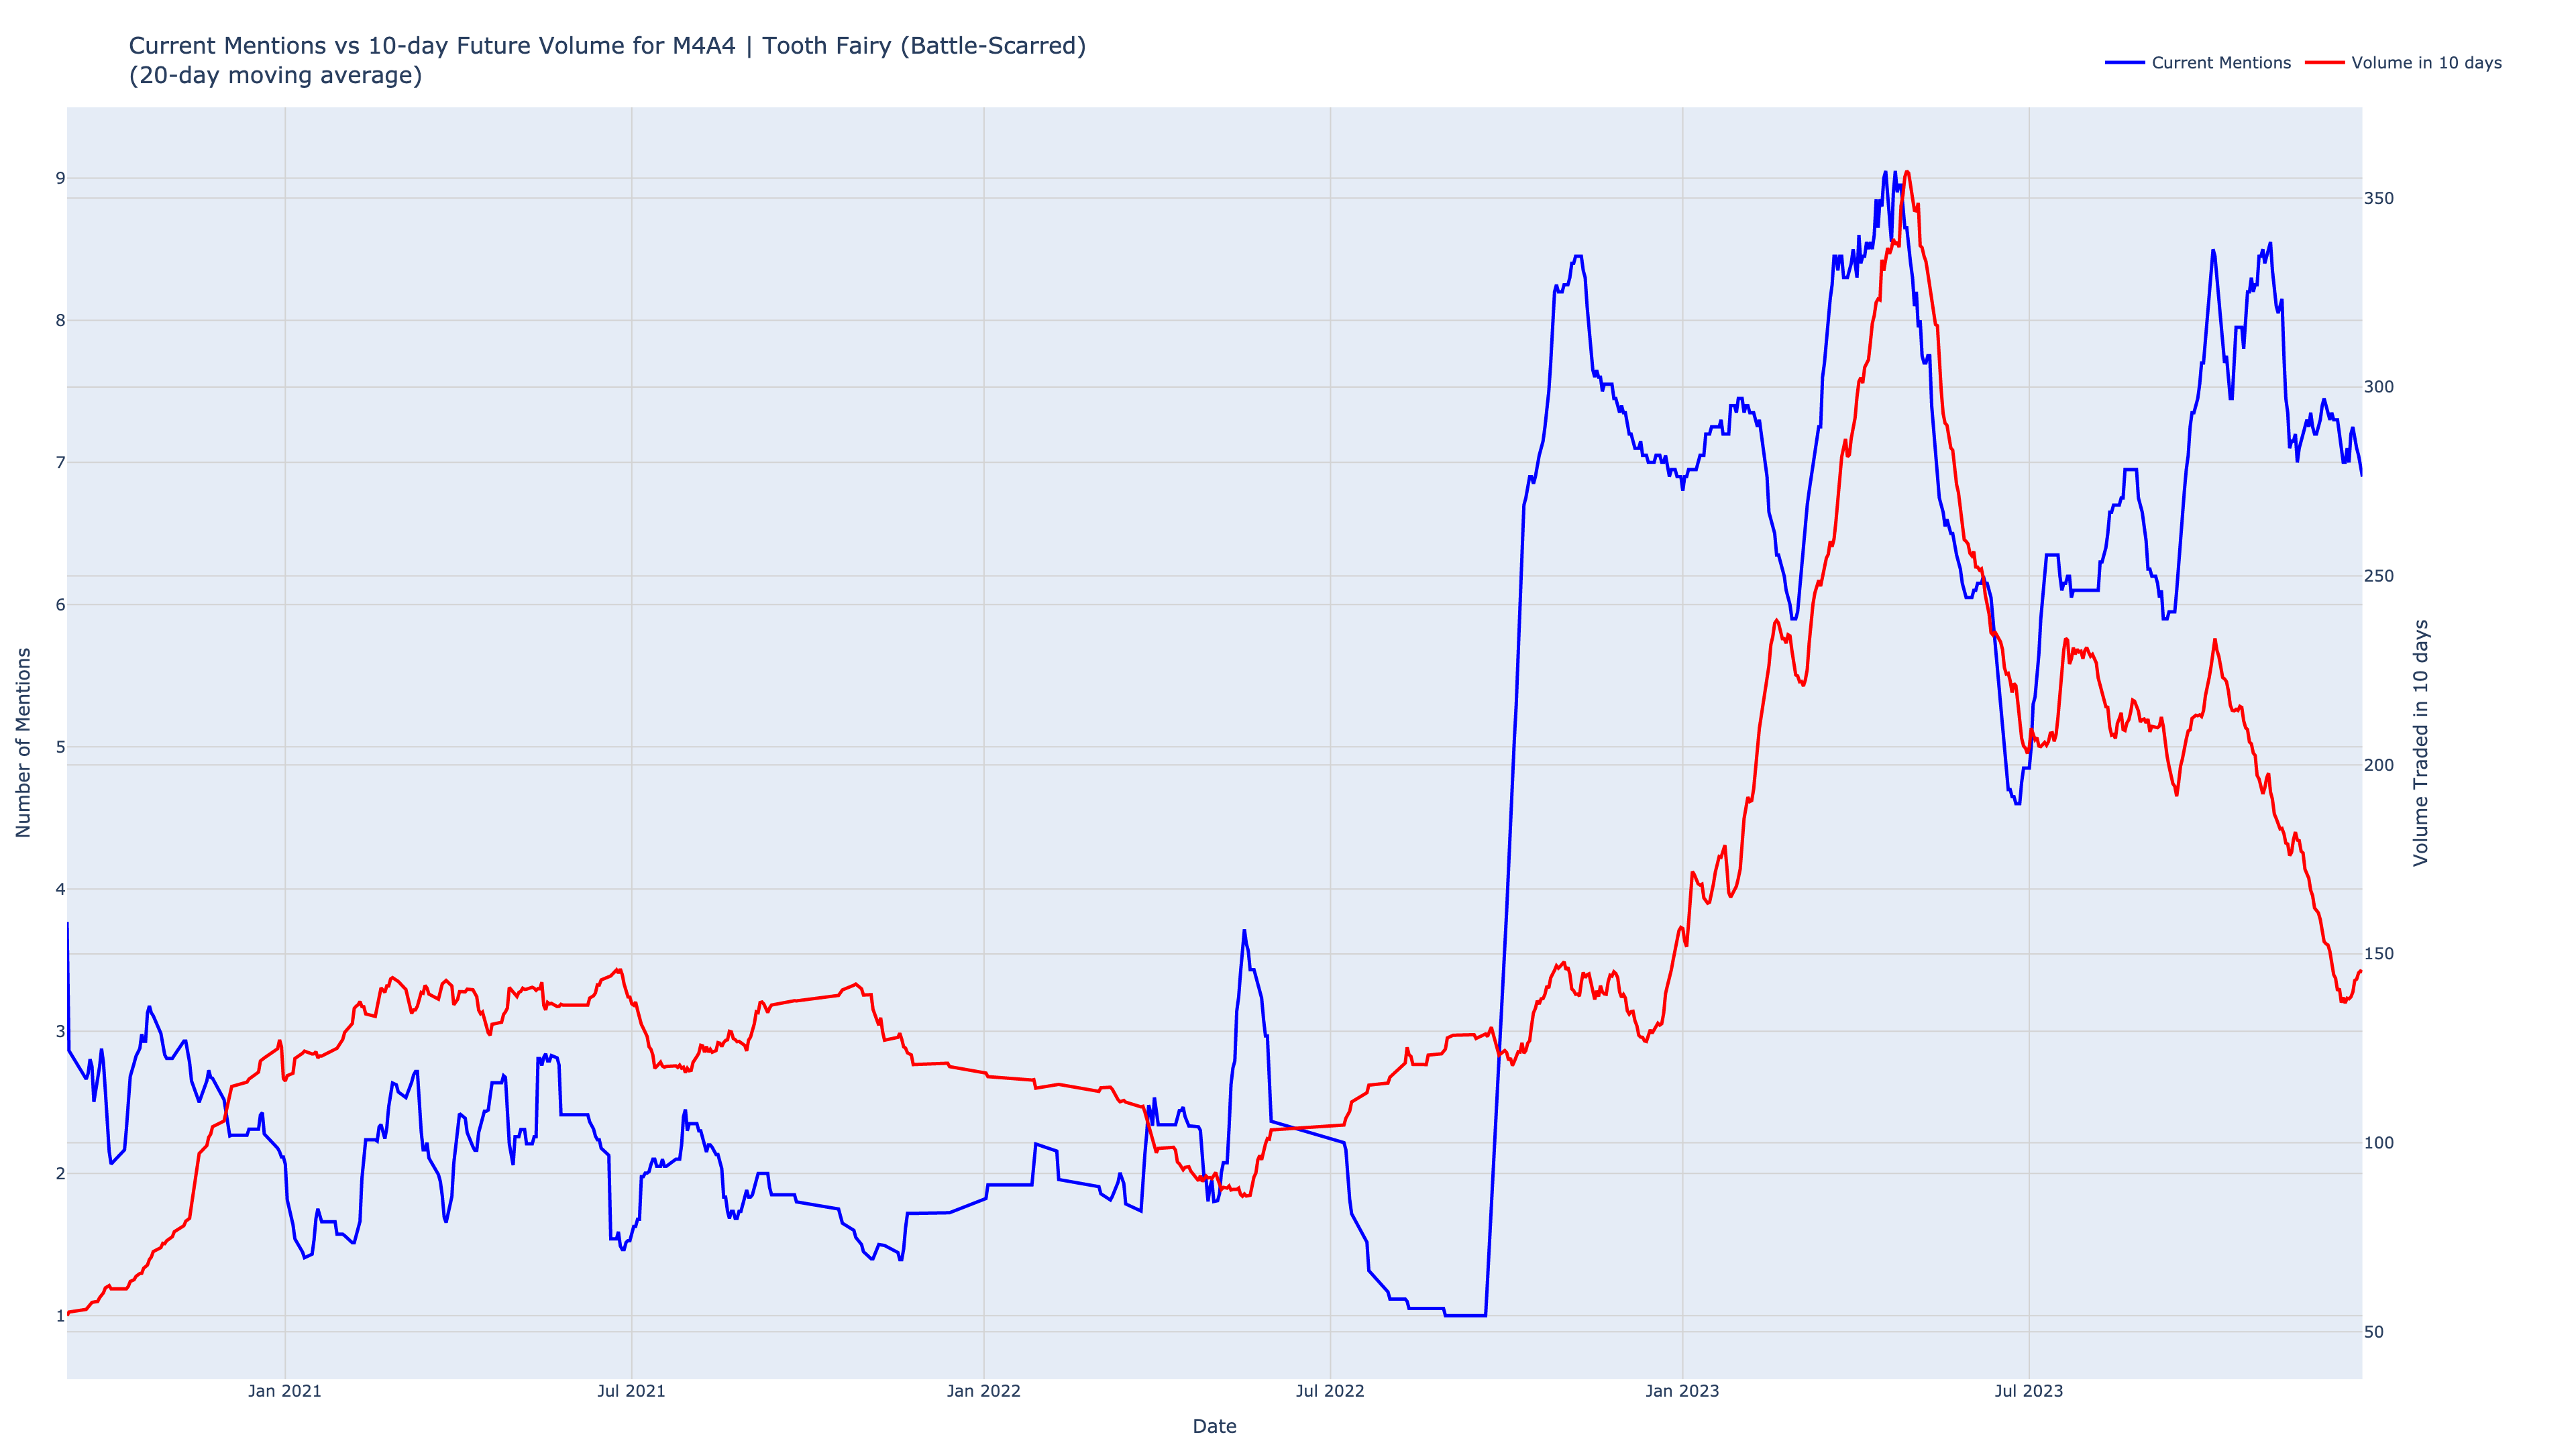 Current Mentions vs 10-day Future Volume for M4A4 | Tooth Fairy (Battle-Scarred)
(20-day moving average)
Current Mentions
Volume in 10 days
Number of Mentions
9
8
7
6
5
4
3
2
1
350
300
250
200
150
100
50
Volume Traded in 10 days
Jan 2021
Jul 2021
Jan 2022
Jul 2022
Jan 2023
Jul 2023
Date